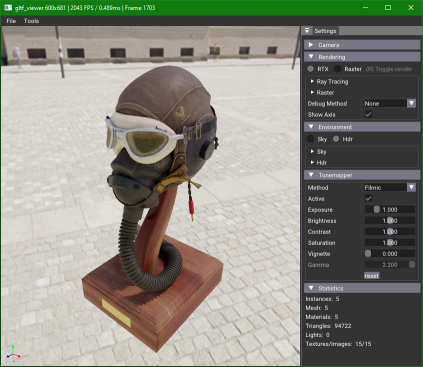 gltf_viewer 600x681 | 2043 FPS / 0.489ms | Frame 1703
File Tools
Settings
Camera
Rendering
RTX Raster (R) Toggle render
Ray Tracing
Raster
Debug Method None
Show Axis
Environment
Sky Hdr
Sky
Hdr
Tonemapper
Method Filmic
Active
Exposure 1.000
Brightness 1.000
Contrast 1.000
Saturation 1.000
Vignette 0.000
Gamma 2.200
reset
Statistics
Instances: 5
Mesh: 5
Materials: 5
Triangles: 94722
Lights: 0
Textures/Images: 15/15